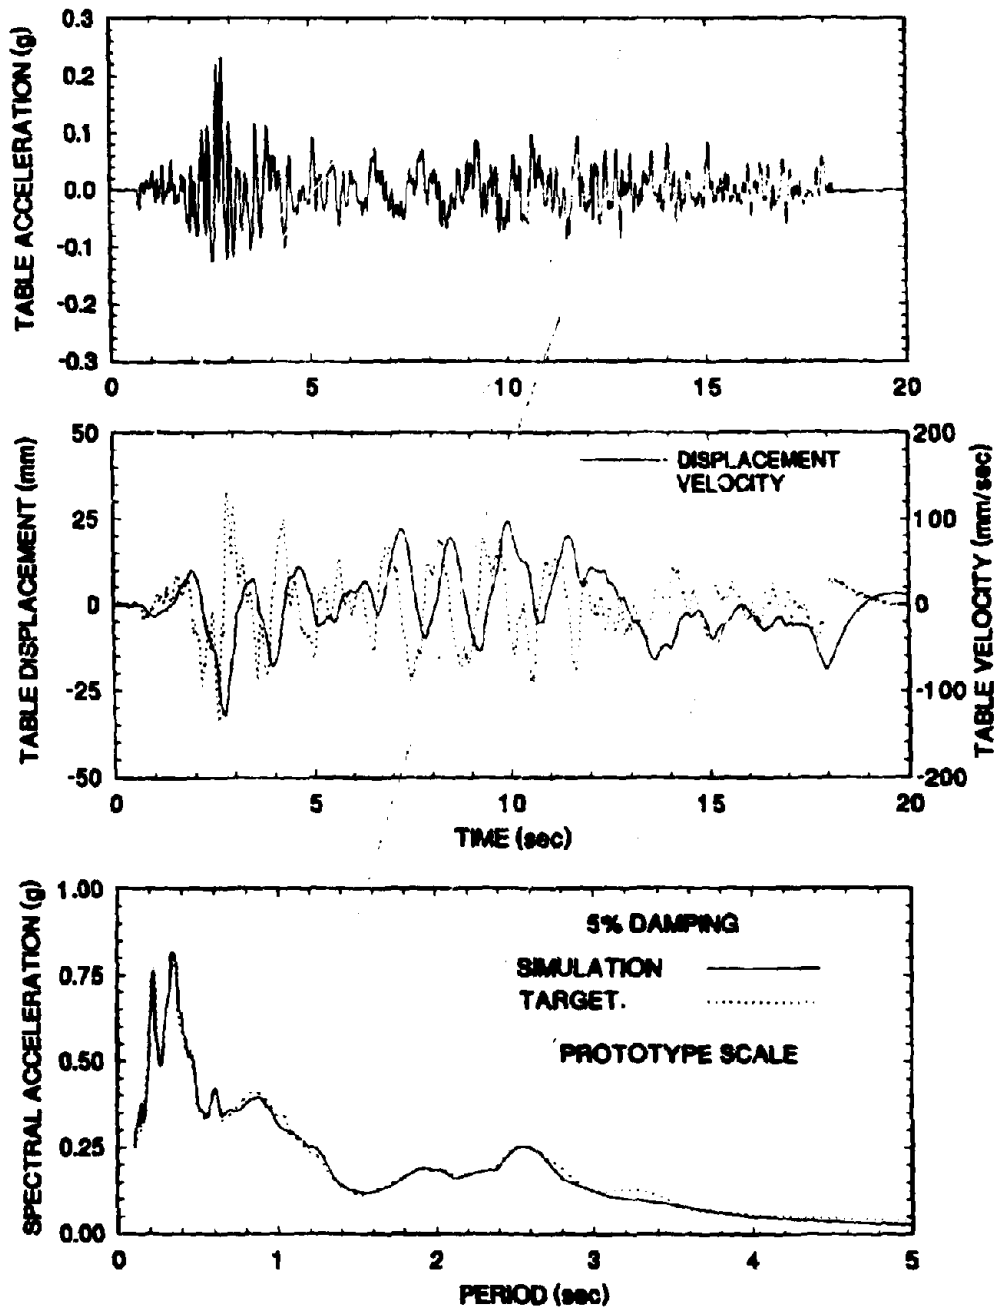 TABLE ACCELERATION (g)
0.3
0.2
0.1
0.0
-0.1
-0.2
-0.3
0 5 10 15 20
TABLE DISPLACEMENT (mm)
50
25
0
-25
-50
DISPLACEMENT
VELOCITY
200
100
0
-100
-200
TABLE VELOCITY (mm/sec)
0 5 10 15 20
TIME (sec)
SPECTRAL ACCELERATION (g)
1.00
0.75
0.50
0.25
0.00
5% DAMPING
SIMULATION
TARGET.
PROTOTYPE SCALE
0 1 2 3 4 5
PERIOD (sec)